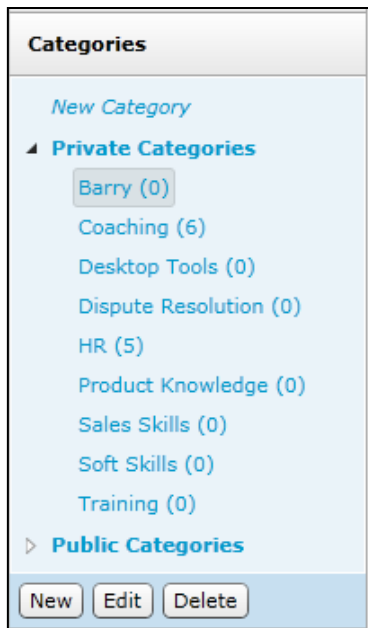 Categories
New Category
Private Categories
Barry (0)
Coaching (6)
Desktop Tools (0)
Dispute Resolution (0)
HR (5)
Product Knowledge (0)
Sales Skills (0)
Soft Skills (0)
Training (0)
Public Categories
New Edit Delete